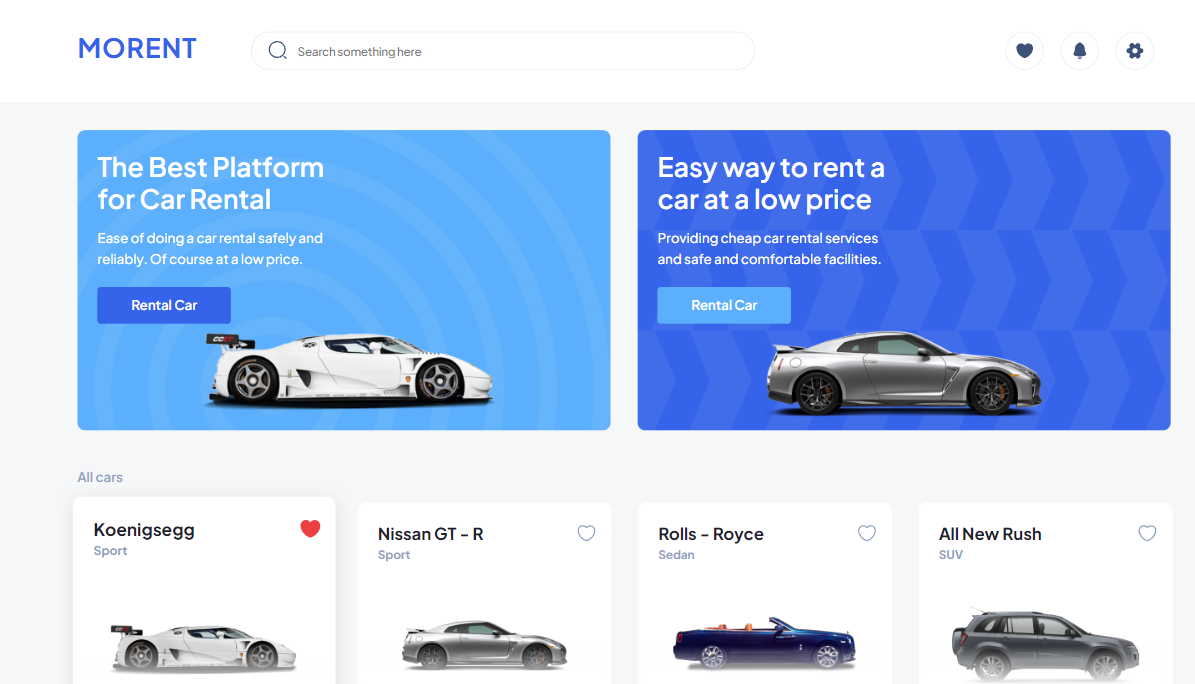 MORENT
Search something here
The Best Platform
for Car Rental
Ease of doing a car rental safely and
reliably. Of course at a low price.
Rental Car
Easy way to rent a
car at a low price
Providing cheap car rental services
and safe and comfortable facilities.
Rental Car
All cars
Koenigsegg
Sport
Nissan GT - R
Sport
Rolls - Royce
Sedan
All New Rush
SUV